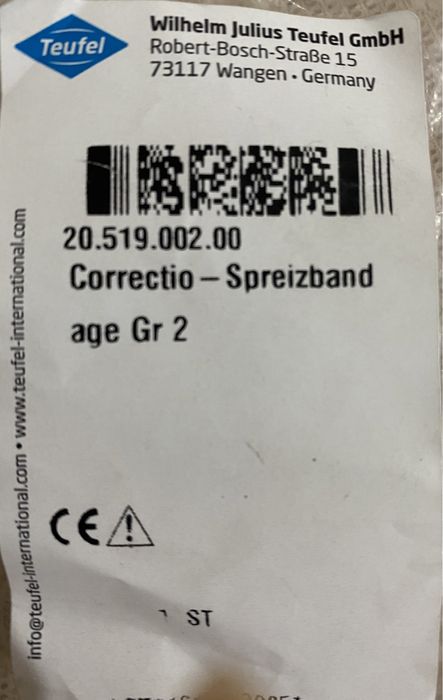 Teufel
Wilhelm Julius Teufel GmbH
Robert-Bosch-Straße 15
73117 Wangen · Germany
20.519.002.00
Correctio – Spreizband
age Gr 2
info@teufel-international.com • www.teufel-international.com
CE
ST